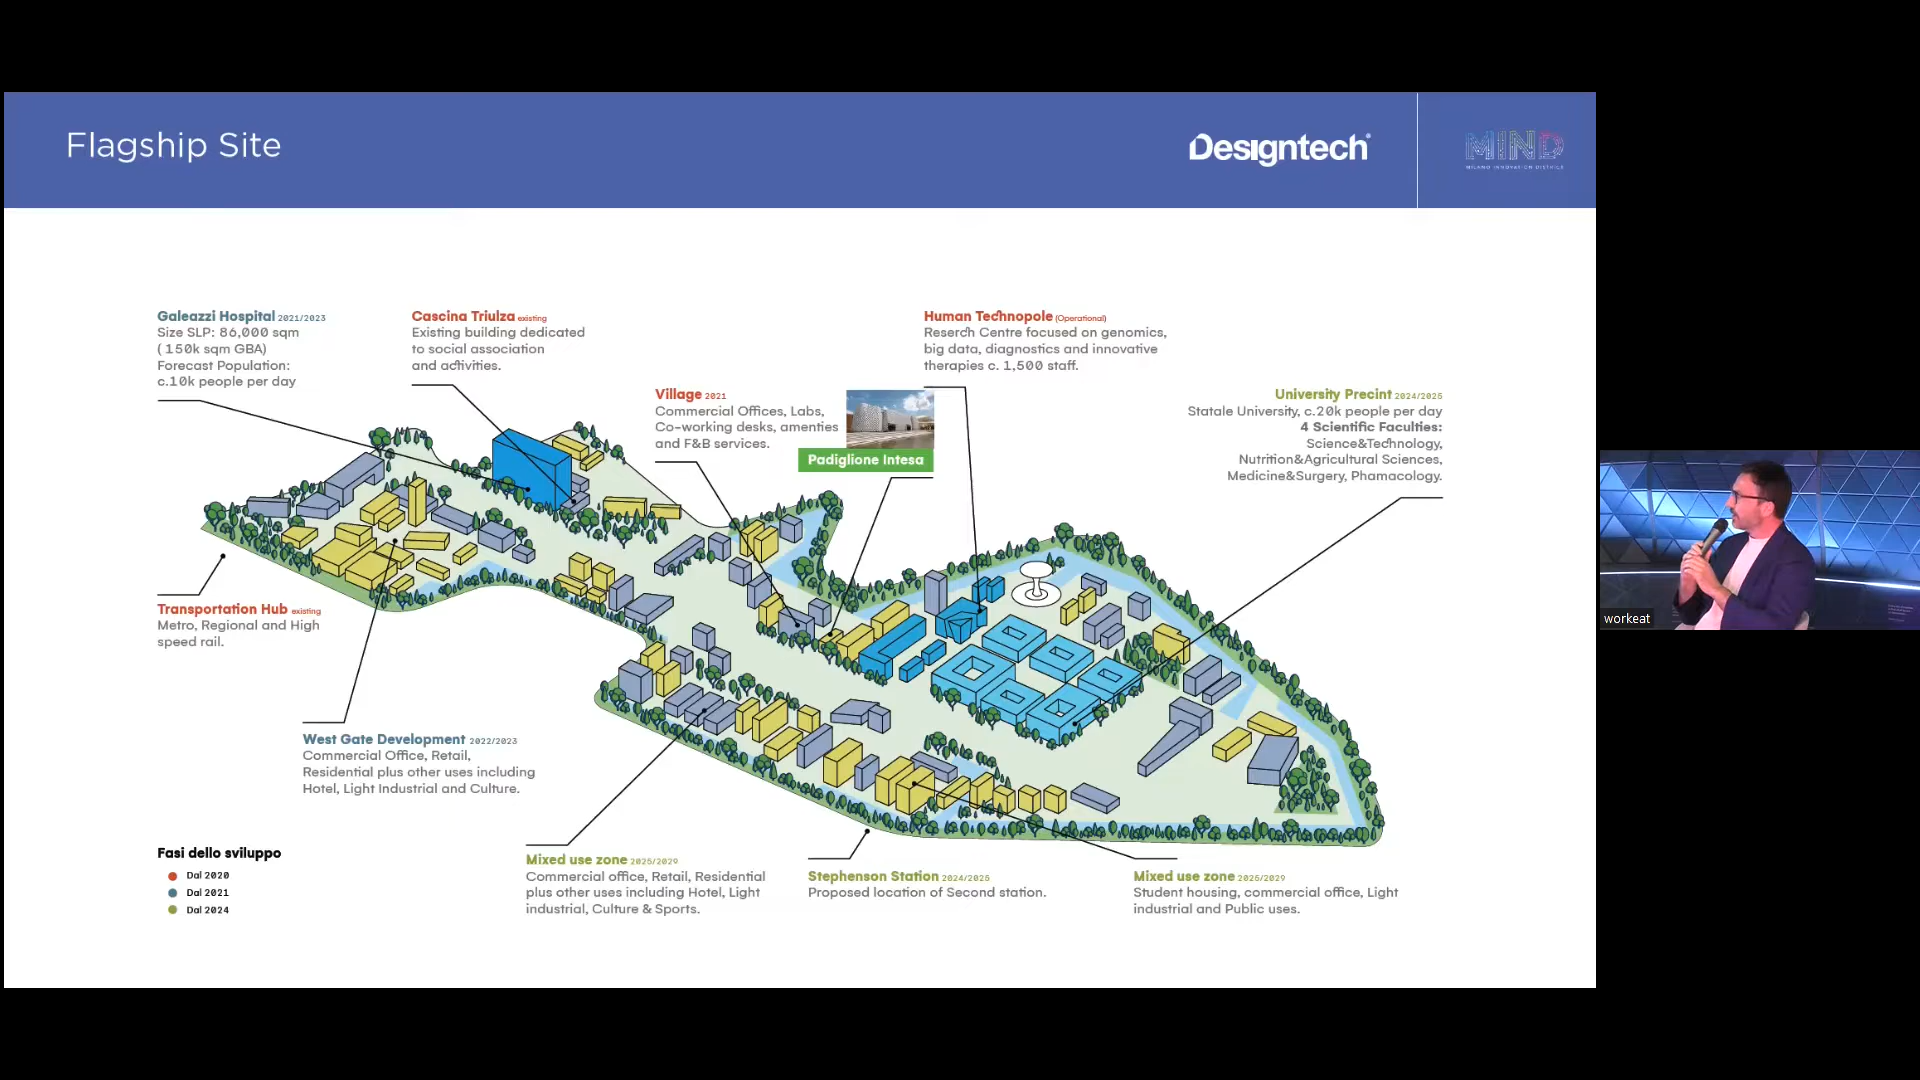 Flagship Site
Designtech
MIND
MILANO INNOVATION DISTRICT
Galeazzi Hospital 2021/2023
Size SLP: 86,000 sqm
( 150k sqm GBA)
Forecast Population:
c.10k people per day
Cascina Triulza existing
Existing building dedicated
to social association
and activities.
Village 2021
Commercial Offices, Labs,
Co-working desks, amenties
and F&B services.
Padiglione Intesa
Human Technopole (Operational)
Reserch Centre focused on genomics,
big data, diagnostics and innovative
therapies c. 1,500 staff.
University Precint 2024/2025
Statale University, c.20k people per day
4 Scientific Faculties:
Science&Technology,
Nutrition&Agricultural Sciences,
Medicine&Surgery, Phamacology.
Transportation Hub existing
Metro, Regional and High
speed rail.
West Gate Development 2022/2023
Commercial Office, Retail,
Residential plus other uses including
Hotel, Light Industrial and Culture.
Mixed use zone 2025/2029
Commercial office, Retail, Residential
plus other uses including Hotel, Light
industrial, Culture & Sports.
Stephenson Station 2024/2025
Proposed location of Second station.
Mixed use zone 2025/2029
Student housing, commercial office, Light
industrial and Public uses.
Fasi dello sviluppo
Dal 2020
Dal 2021
Dal 2024
workeat